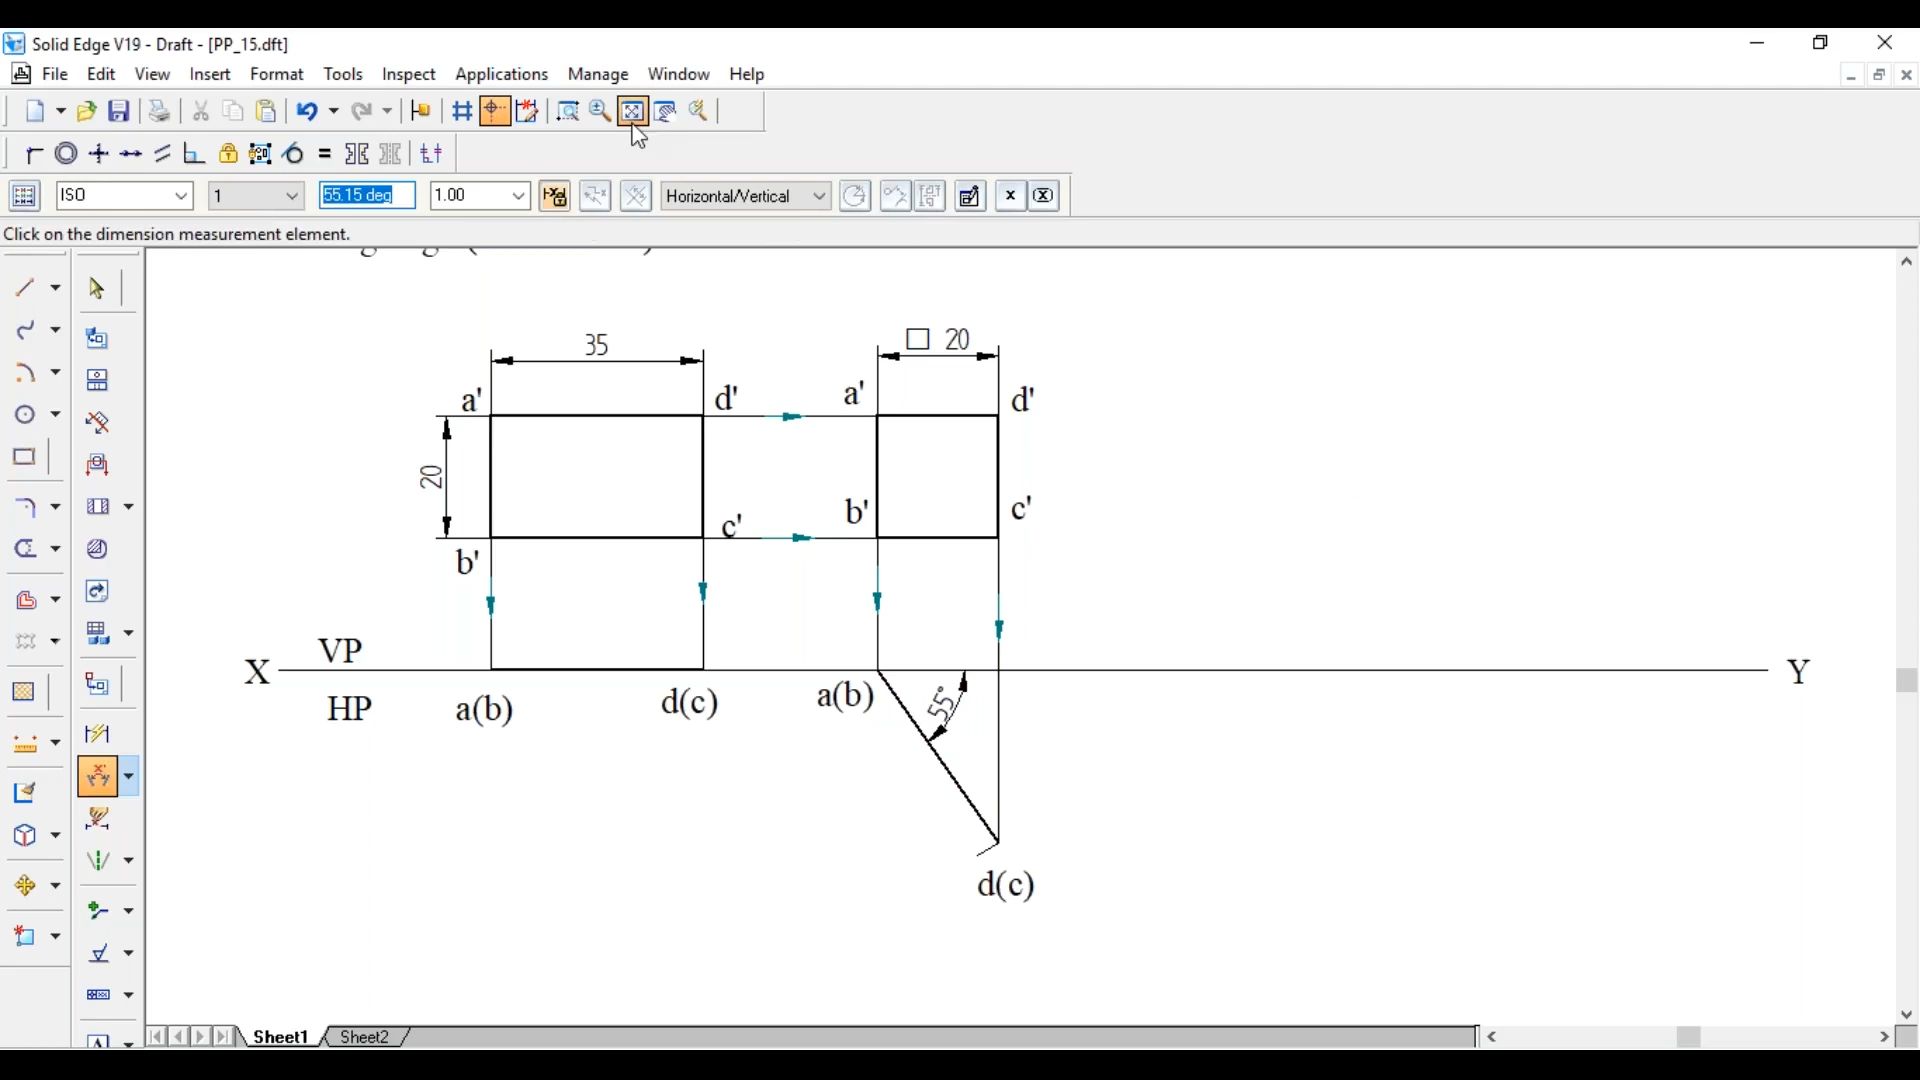 Solid Edge V19 - Draft - [PP_15.dft]
File Edit View Insert Format Tools Inspect Applications Manage Window Help
ISO 1 55.15 deg 1.00 Horizontal/Vertical
Click on the dimension measurement element.
35 □ 20
a' d' a' d'
20
b' c' b' c'
X VP Y
HP a(b) d(c) a(b) 55°
d(c)
Sheet1 Sheet2